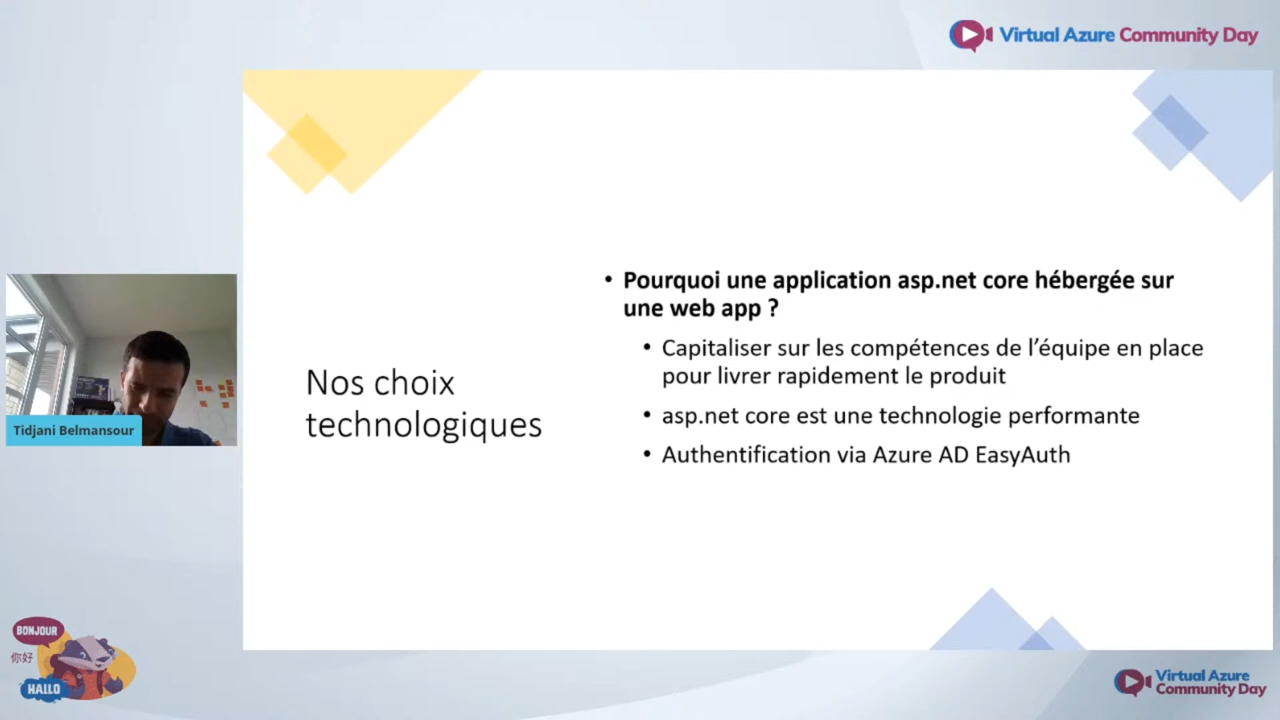 Virtual Azure Community Day
• Pourquoi une application asp.net core hébergée sur
une web app ?
• Capitaliser sur les compétences de l’équipe en place
pour livrer rapidement le produit
• asp.net core est une technologie performante
• Authentification via Azure AD EasyAuth
Nos choix
technologiques
Tidjani Belmansour
BONJOUR
你好
HALLO
Virtual Azure
Community Day